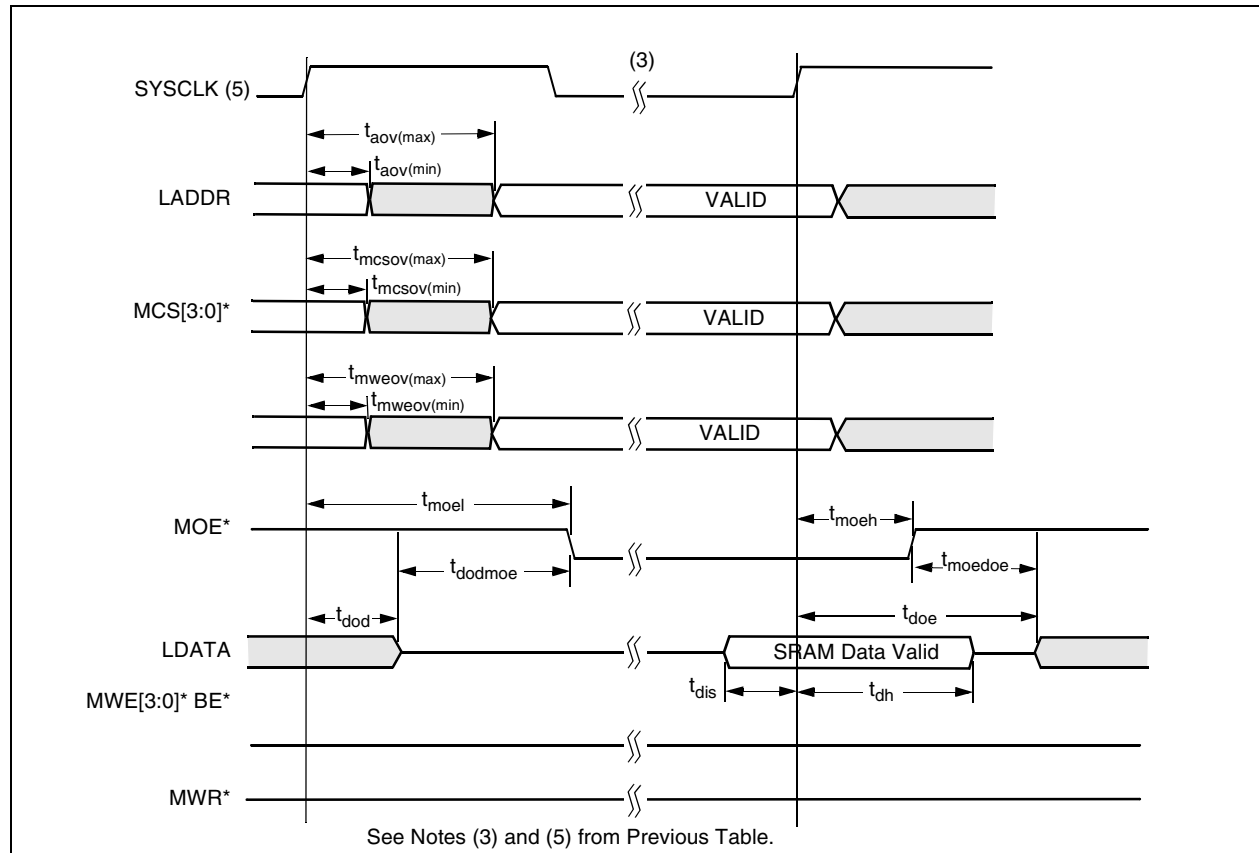 (3)
SYSCLK (5)
taov(max)
taov(min)
LADDR
VALID
tmcsov(max)
tmcsov(min)
MCS[3:0]*
VALID
tmweov(max)
tmweov(min)
VALID
tmoel
tmoeh
MOE*
tdodmoe
tmoedoe
tdod
tdoe
LDATA
SRAM Data Valid
tdis
tdh
MWE[3:0]* BE*
MWR*
See Notes (3) and (5) from Previous Table.